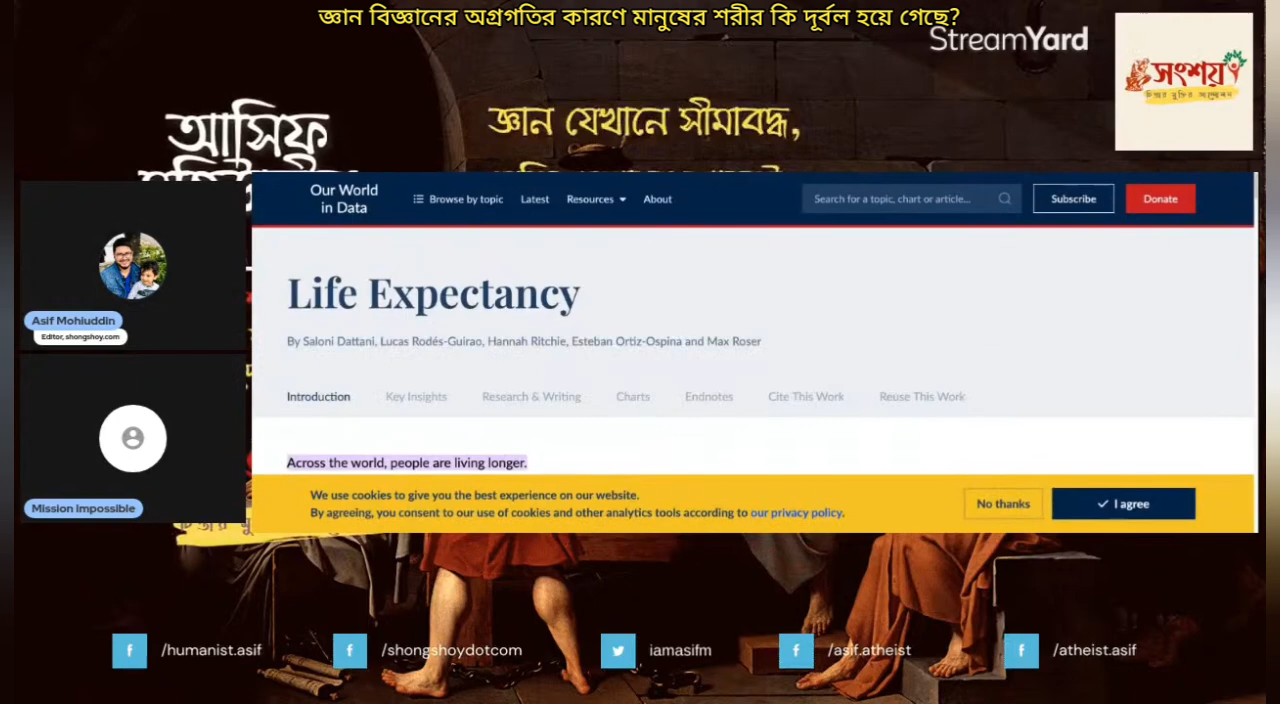 জ্ঞান বিজ্ঞানের অগ্রগতির কারণে মানুষের শরীর কি দূর্বল হয়ে গেছে?
StreamYard
সংশয়
চিন্তার মুক্তির আন্দোলন
আসিফ
জ্ঞান যেখানে সীমাবদ্ধ,
Our World
in Data
Browse by topic Latest Resources About
Search for a topic, chart or article...
Subscribe
Donate
Life Expectancy
By Saloni Dattani, Lucas Rodés-Guirao, Hannah Ritchie, Esteban Ortiz-Ospina and Max Roser
Introduction Key Insights Research & Writing Charts Endnotes Cite This Work Reuse This Work
Across the world, people are living longer.
We use cookies to give you the best experience on our website.
By agreeing, you consent to our use of cookies and other analytics tools according to our privacy policy.
No thanks
I agree
Asif Mohiuddin
Editor, shongshoy.com
Mission Impossible
/humanist.asif
/shongshoydotcom
iamasifm
/asif.atheist
/atheist.asif